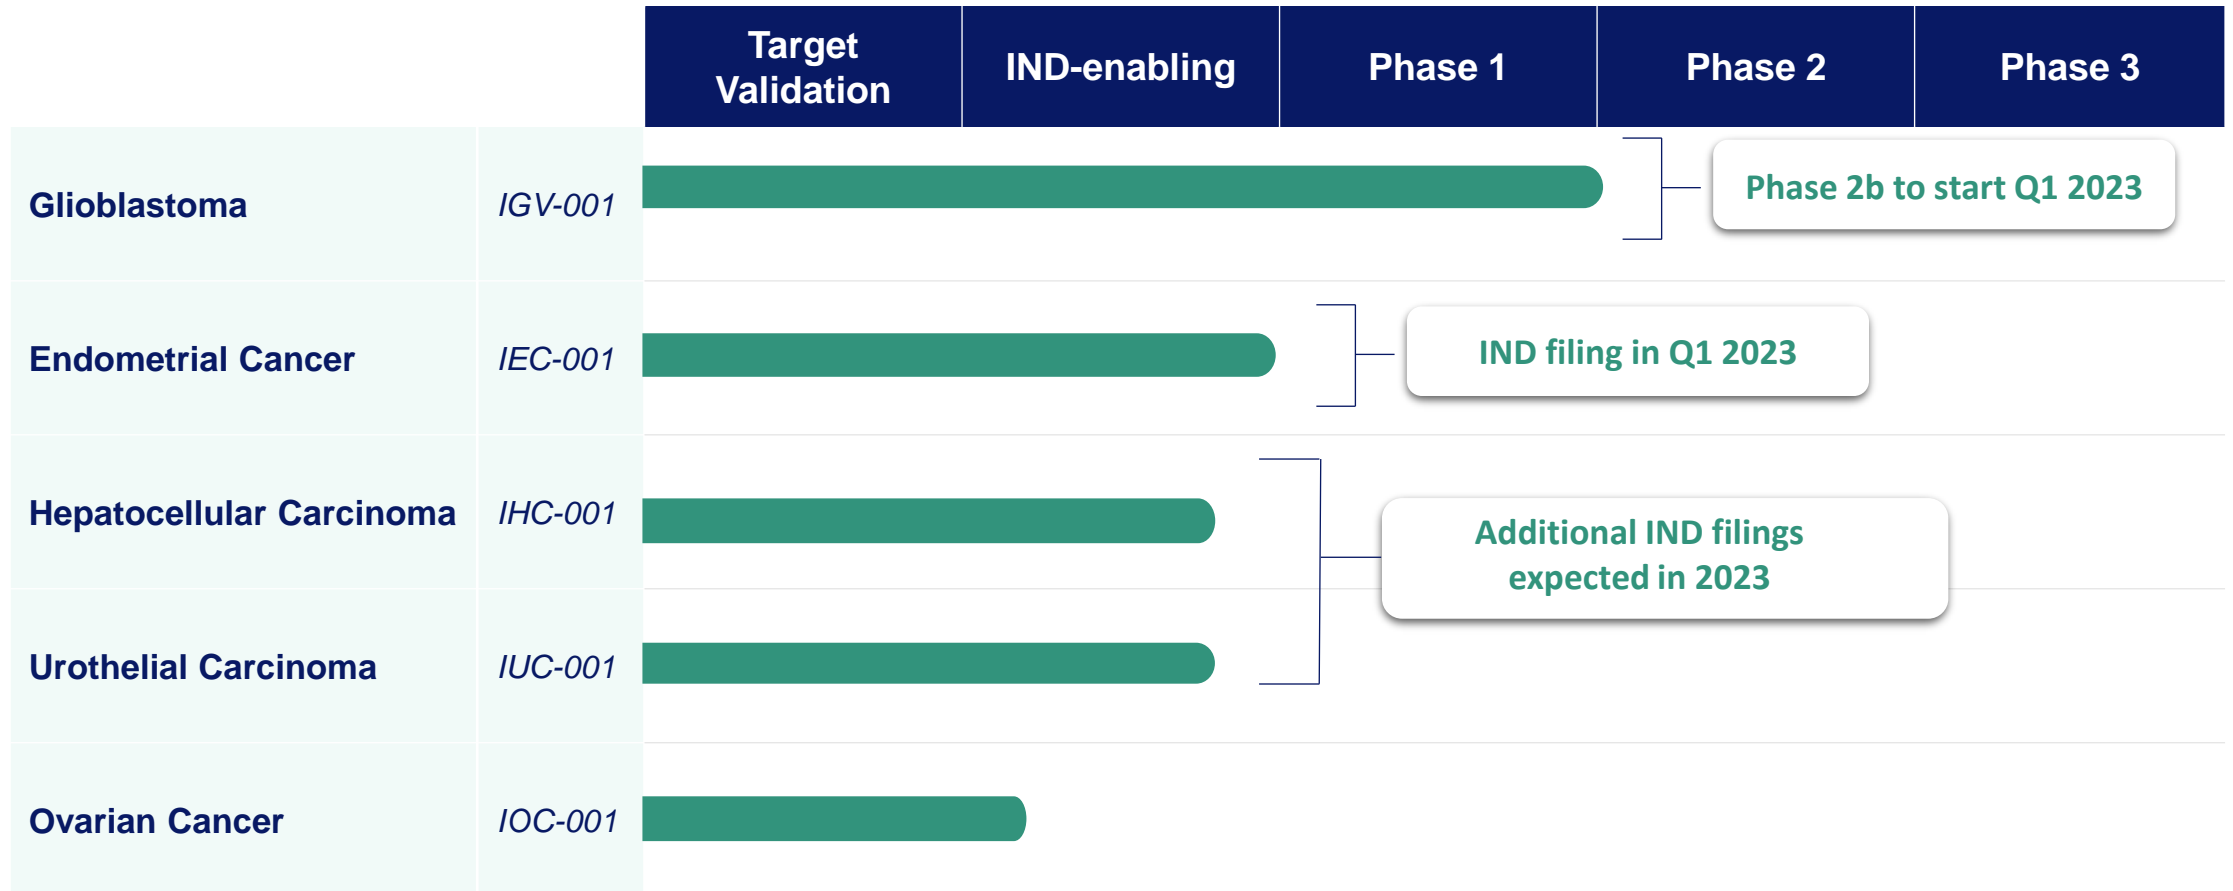 Target
Validation
IND-enabling
Phase 1
Phase 2
Phase 3
Glioblastoma
IGV-001
Phase 2b to start Q1 2023
Endometrial Cancer
IEC-001
IND filing in Q1 2023
Hepatocellular Carcinoma
IHC-001
Additional IND filings
expected in 2023
Urothelial Carcinoma
IUC-001
Ovarian Cancer
IOC-001